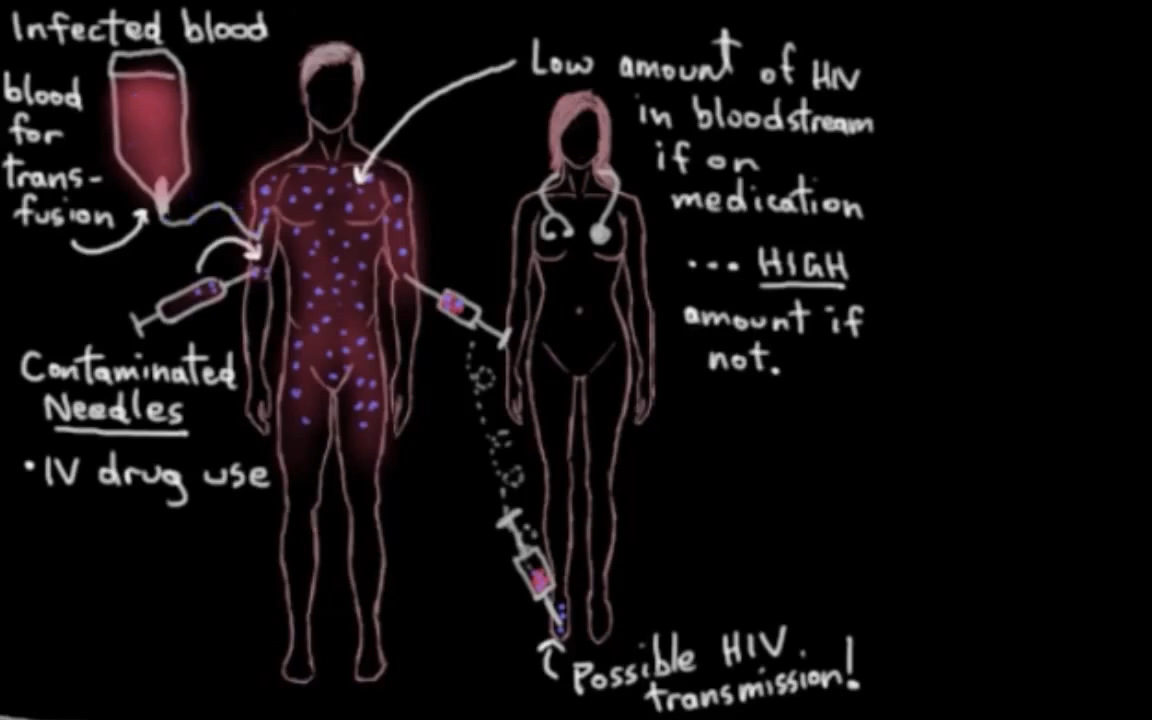 Infected blood
blood
for
trans-
fusion
Contaminated
Needles
• IV drug use
Low amount of HIV
in bloodstream
if on
medication
... HIGH
amount if
not.
Possible HIV.
transmission!